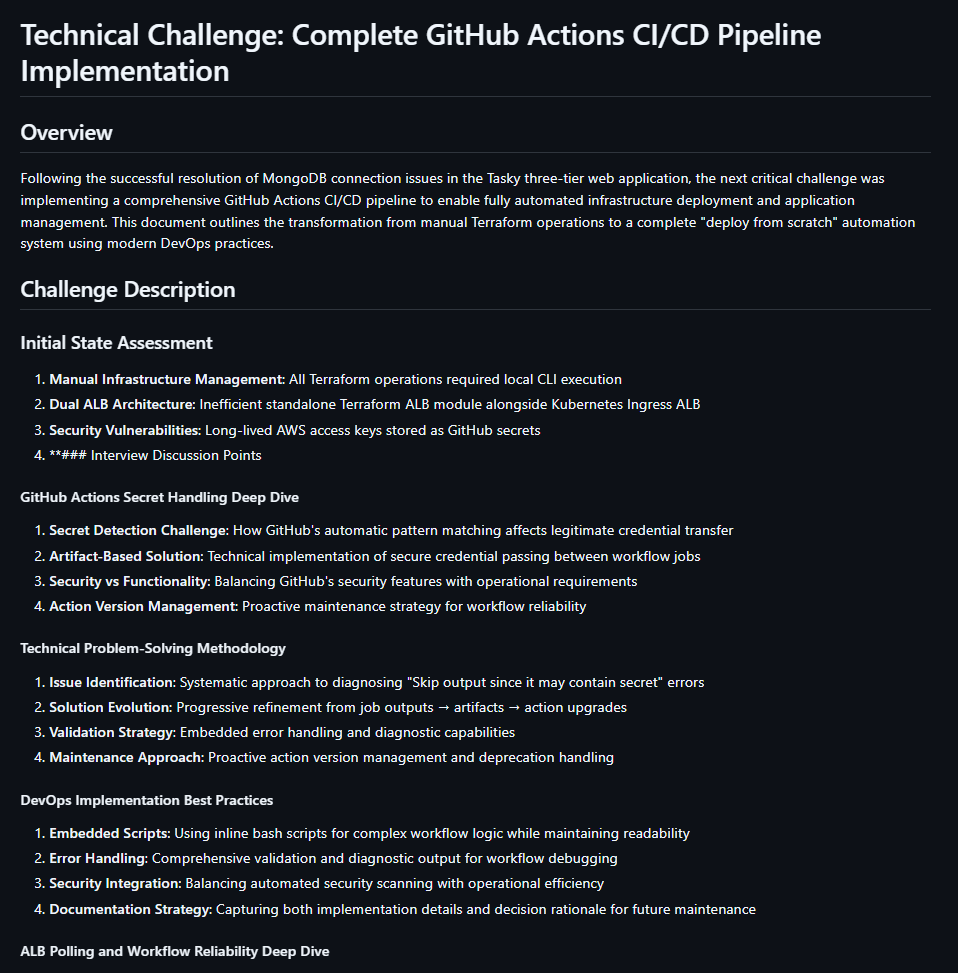 Technical Challenge: Complete GitHub Actions CI/CD Pipeline
Implementation
Overview
Following the successful resolution of MongoDB connection issues in the Tasky three-tier web application, the next critical challenge was
implementing a comprehensive GitHub Actions CI/CD pipeline to enable fully automated infrastructure deployment and application
management. This document outlines the transformation from manual Terraform operations to a complete "deploy from scratch" automation
system using modern DevOps practices.
Challenge Description
Initial State Assessment
1. Manual Infrastructure Management: All Terraform operations required local CLI execution
2. Dual ALB Architecture: Inefficient standalone Terraform ALB module alongside Kubernetes Ingress ALB
3. Security Vulnerabilities: Long-lived AWS access keys stored as GitHub secrets
4. **### Interview Discussion Points
GitHub Actions Secret Handling Deep Dive
1. Secret Detection Challenge: How GitHub's automatic pattern matching affects legitimate credential transfer
2. Artifact-Based Solution: Technical implementation of secure credential passing between workflow jobs
3. Security vs Functionality: Balancing GitHub's security features with operational requirements
4. Action Version Management: Proactive maintenance strategy for workflow reliability
Technical Problem-Solving Methodology
1. Issue Identification: Systematic approach to diagnosing "Skip output since it may contain secret" errors
2. Solution Evolution: Progressive refinement from job outputs → artifacts → action upgrades
3. Validation Strategy: Embedded error handling and diagnostic capabilities
4. Maintenance Approach: Proactive action version management and deprecation handling
DevOps Implementation Best Practices
1. Embedded Scripts: Using inline bash scripts for complex workflow logic while maintaining readability
2. Error Handling: Comprehensive validation and diagnostic output for workflow debugging
3. Security Integration: Balancing automated security scanning with operational efficiency
4. Documentation Strategy: Capturing both implementation details and decision rationale for future maintenance
ALB Polling and Workflow Reliability Deep Dive